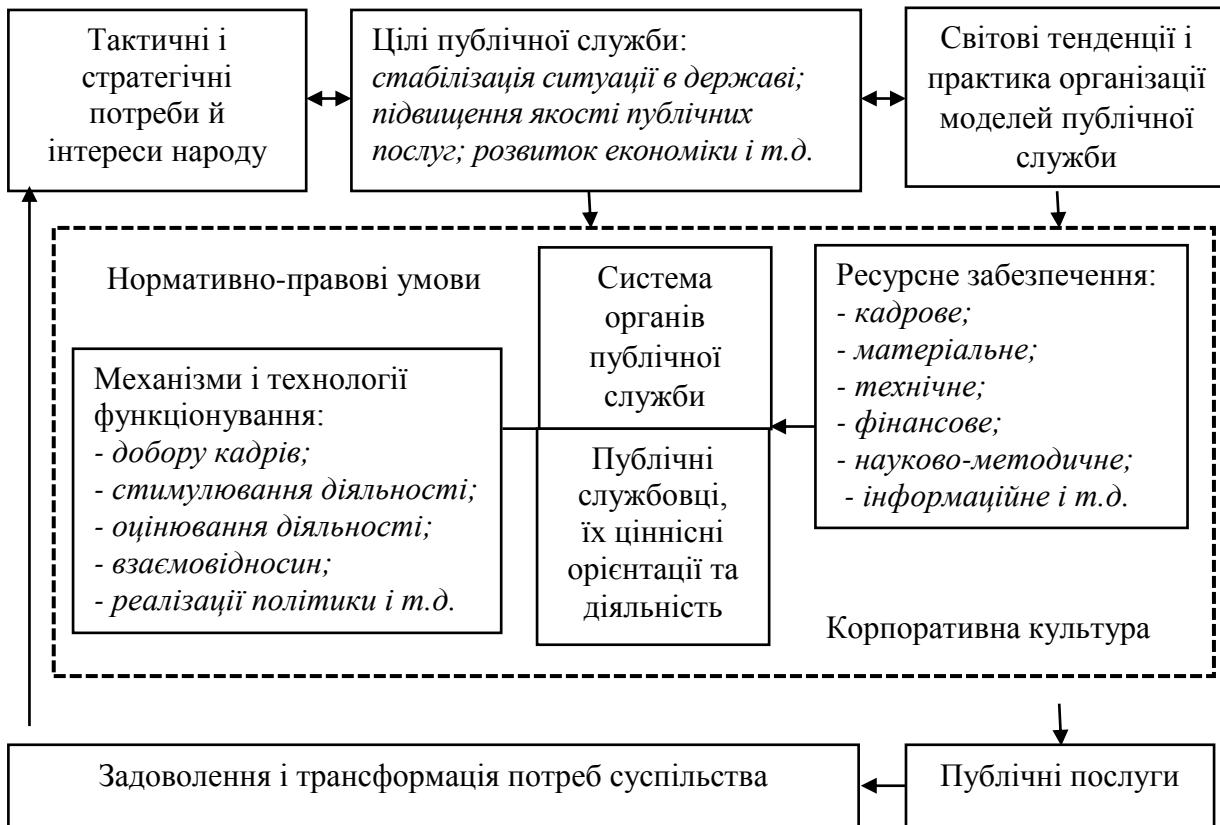 Тактичні і
стратегічні
потреби й
інтереси народу
Цілі публічної служби:
стабілізація ситуації в державі;
підвищення якості публічних
послуг; розвиток економіки і т.д.
Світові тенденції і
практика організації
моделей публічної
служби
Нормативно-правові умови
Механізми і технології
функціонування:
- добору кадрів;
- стимулювання діяльності;
- оцінювання діяльності;
- взаємовідносин;
- реалізації політики і т.д.
Система
органів
публічної
служби
Публічні
службовці,
їх ціннісні
орієнтації та
діяльність
Ресурсне забезпечення:
- кадрове;
- матеріальне;
- технічне;
- фінансове;
- науково-методичне;
- інформаційне і т.д.
Корпоративна культура
Задоволення і трансформація потреб суспільства
Публічні послуги